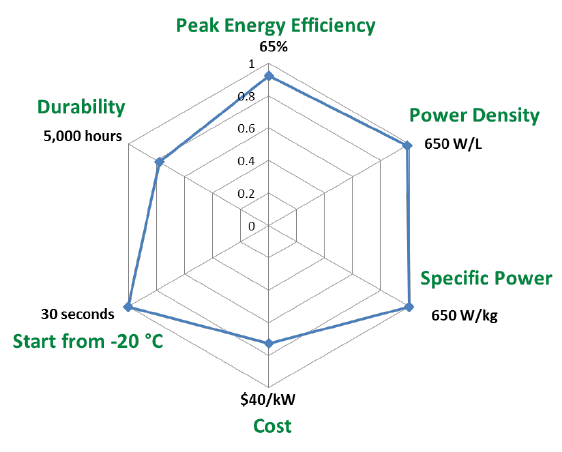 Peak Energy Efficiency
65%
1
Durability
0.8
Power Density
5,000 hours
650 W/L
0.6
0.4
0.2
0
Specific Power
30 seconds
650 W/kg
Start from -20 °C
$40/kW
Cost